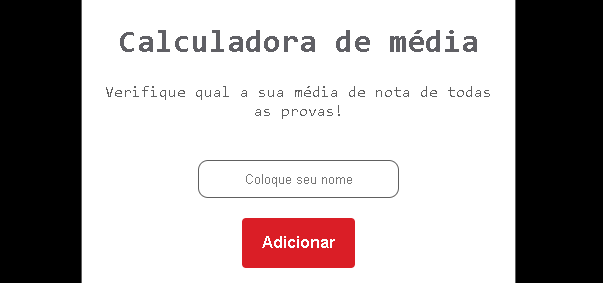 Calculadora de média
Verifique qual a sua média de nota de todas
as provas!
Coloque seu nome
Adicionar